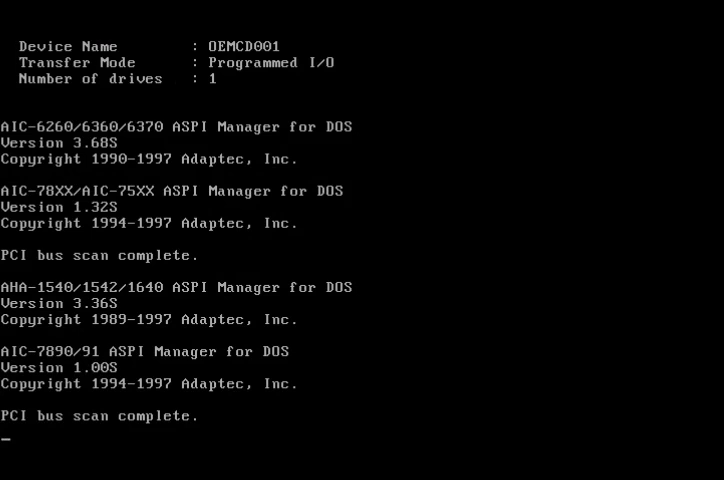 Device Name : OEMCD001
Transfer Mode : Programmed I/O
Number of drives : 1
AIC-6260/6360/6370 ASPI Manager for DOS
Version 3.68S
Copyright 1990-1997 Adaptec, Inc.
AIC-78XX/AIC-75XX ASPI Manager for DOS
Version 1.32S
Copyright 1994-1997 Adaptec, Inc.
PCI bus scan complete.
AHA-1540/1542/1640 ASPI Manager for DOS
Version 3.36S
Copyright 1989-1997 Adaptec, Inc.
AIC-7890/91 ASPI Manager for DOS
Version 1.00S
Copyright 1994-1997 Adaptec, Inc.
PCI bus scan complete.
_